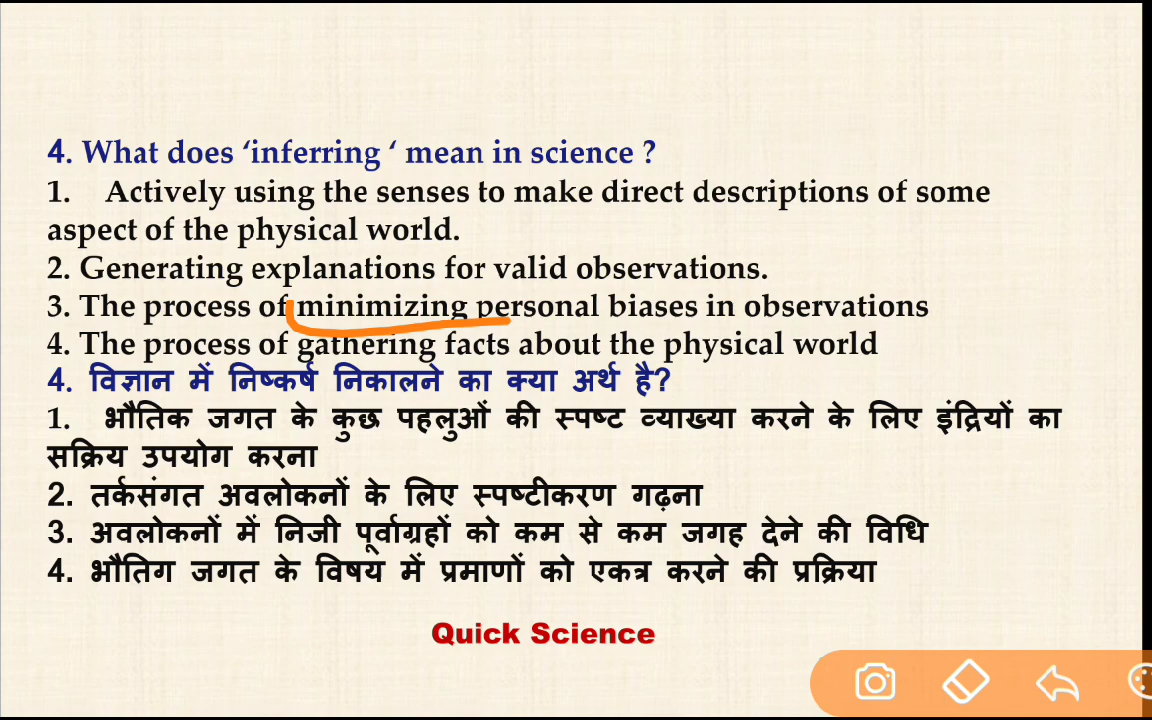 4. What does ‘inferring ‘ mean in science ?
1. Actively using the senses to make direct descriptions of some
aspect of the physical world.
2. Generating explanations for valid observations.
3. The process of minimizing personal biases in observations
4. The process of gathering facts about the physical world
4. विज्ञान में निष्कर्ष निकालने का क्या अर्थ है?
1. भौतिक जगत के कुछ पहलुओं की स्पष्ट व्याख्या करने के लिए इंद्रियों का
सक्रिय उपयोग करना
2. तर्कसंगत अवलोकनों के लिए स्पष्टीकरण गढ़ना
3. अवलोकनों में निजी पूर्वाग्रहों को कम से कम जगह देने की विधि
4. भौतिग जगत के विषय में प्रमाणों को एकत्र करने की प्रक्रिया
Quick Science